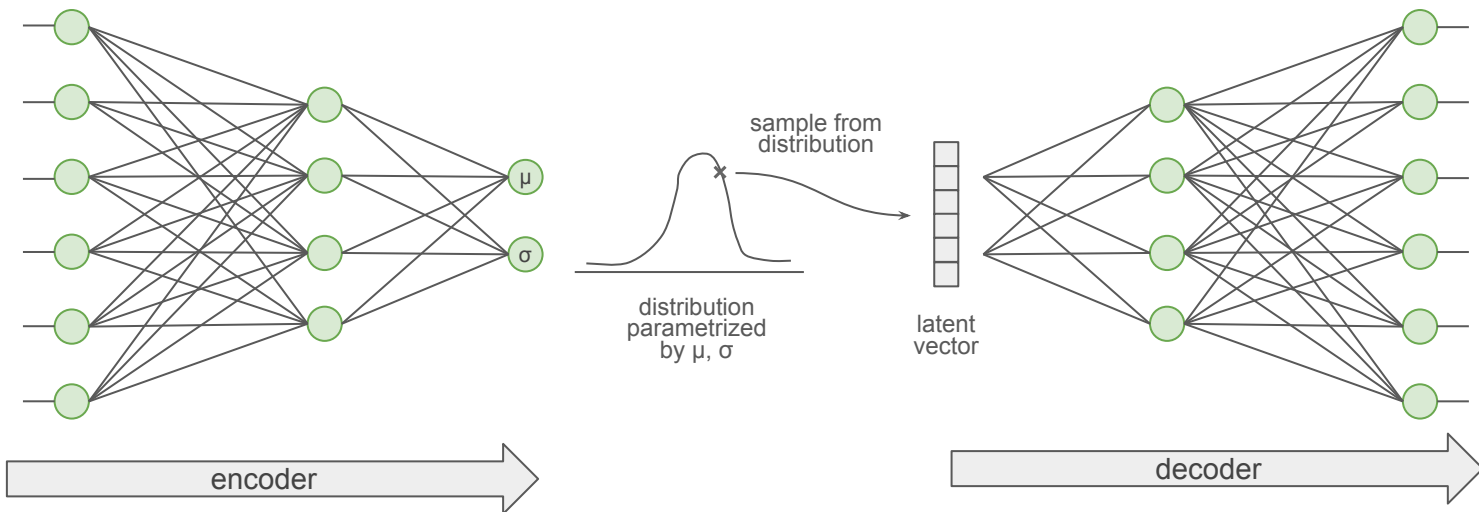 μ
σ
distribution
parametrized
by μ, σ
sample from
distribution
latent
vector
encoder
decoder